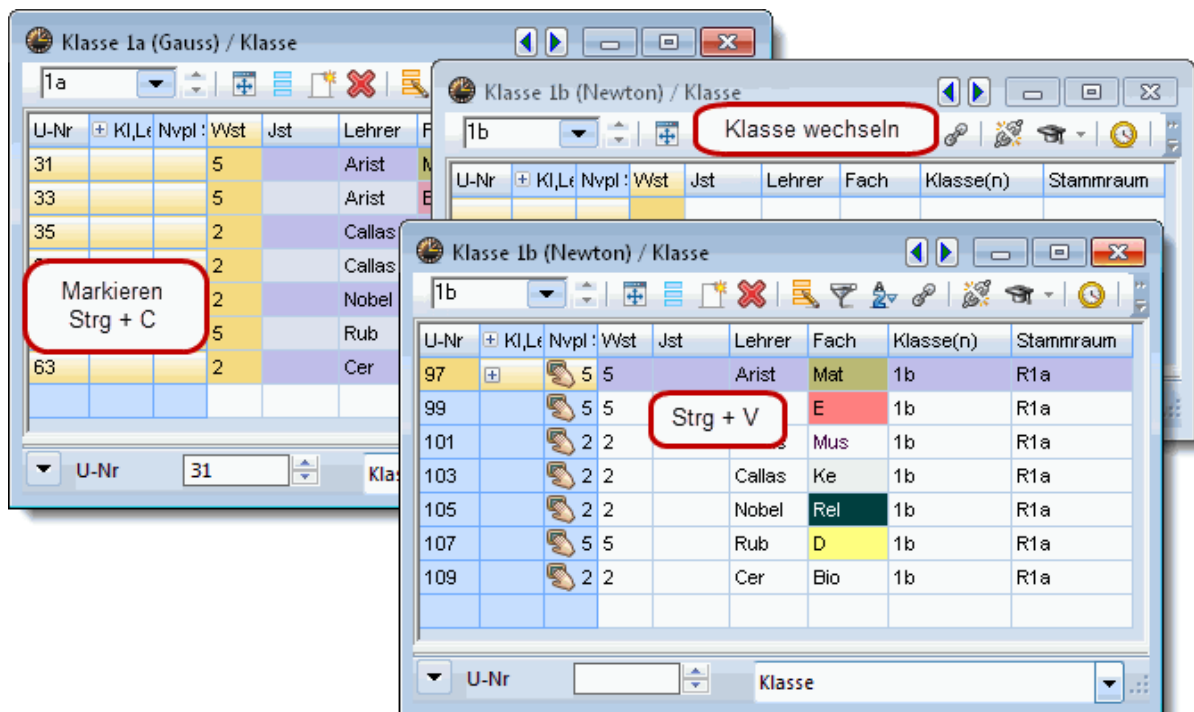 Klasse 1a (Gauss) / Klasse
1a
U-Nr Kl,Le Nvpl Wst Jst Lehrer
31 5 Arist
33 5 Arist
35 2 Callas
2 Callas
2 Nobel
5 Rub
63 2 Cer
Markieren
Strg + C
U-Nr 31 Klas
Klasse 1b (Newton) / Klasse
1b
Klasse wechseln
U-Nr Kl,Le Nvpl Wst Jst Lehrer Fach Klasse(n) Stammraum
Klasse 1b (Newton) / Klasse
1b
U-Nr Kl,Le Nvpl Wst Jst Lehrer Fach Klasse(n) Stammraum
97 5 5 Arist Mat 1b R1a
99 5 5 E 1b R1a
101 2 2 Mus 1b R1a
103 2 2 Callas Ke 1b R1a
105 2 2 Nobel Rel 1b R1a
107 5 5 Rub D 1b R1a
109 2 2 Cer Bio 1b R1a
Strg + V
U-Nr Klasse